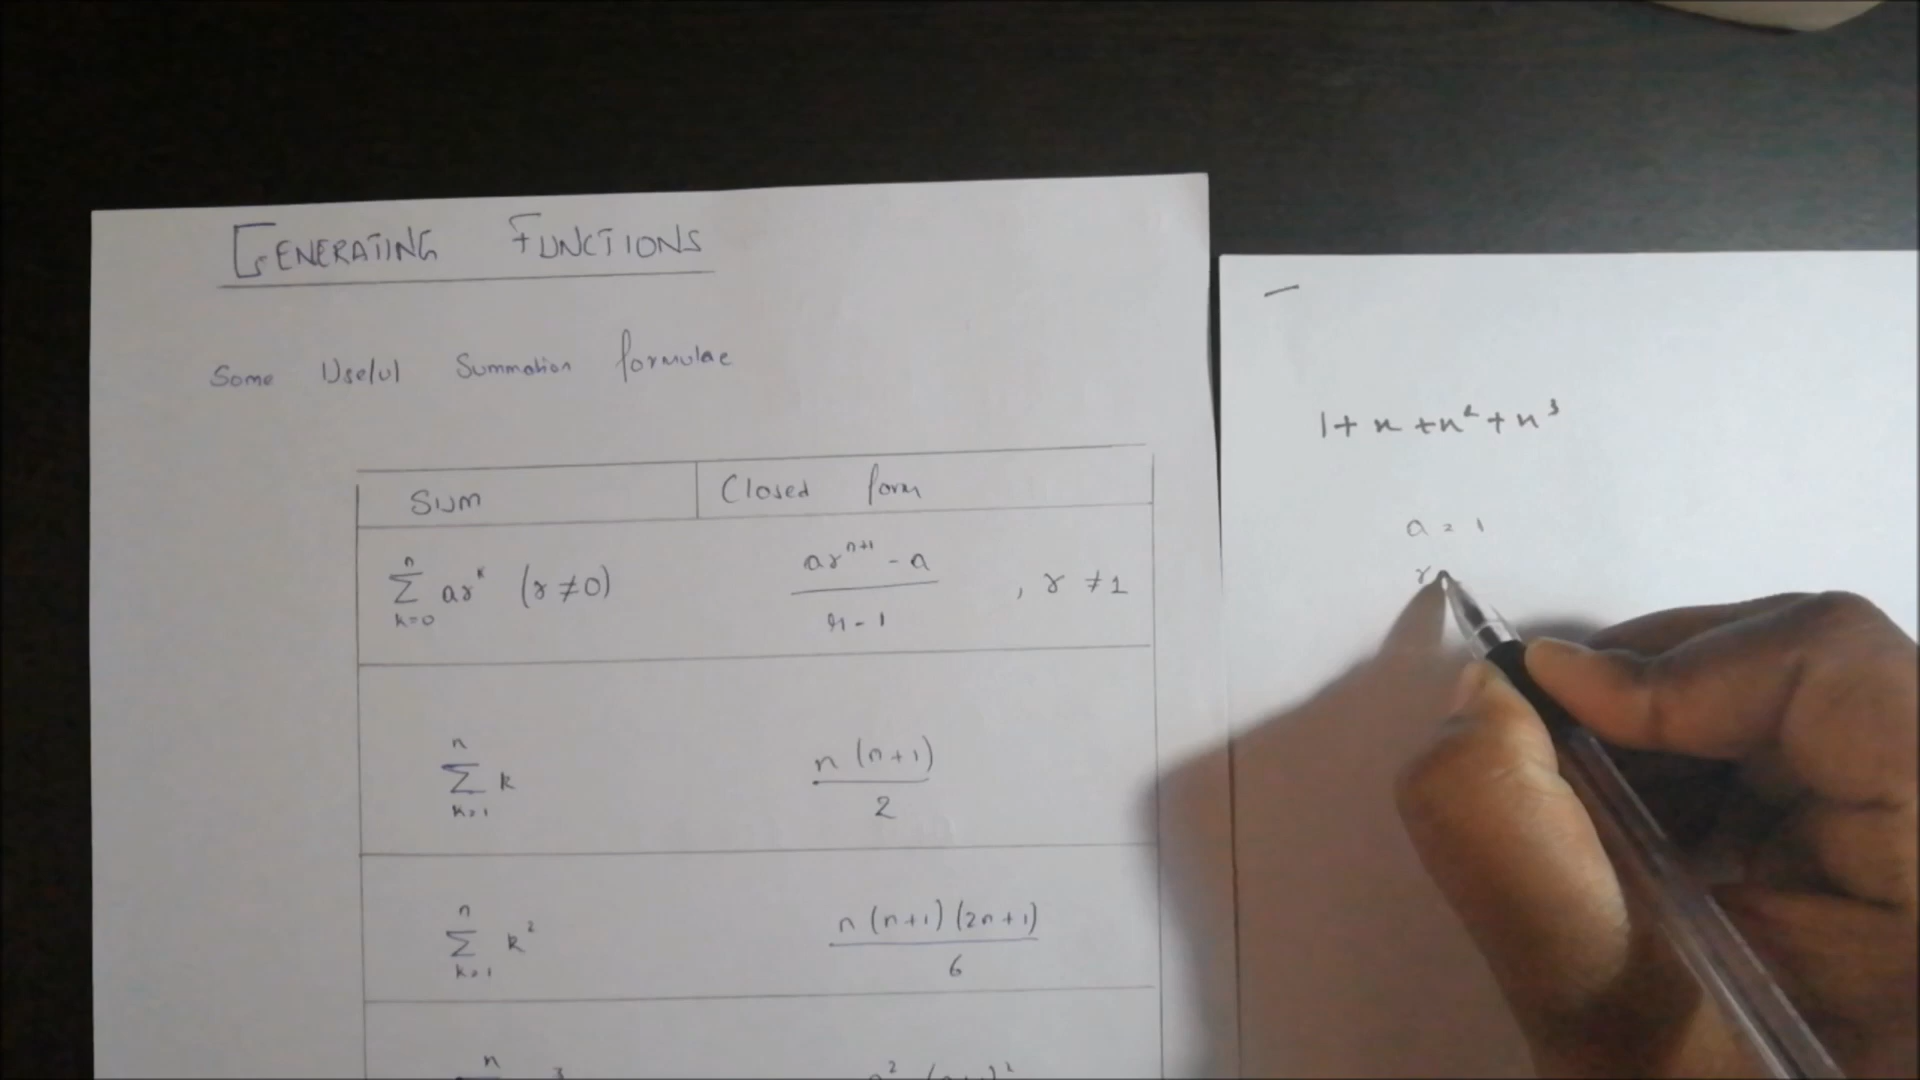 GENERATING FUNCTIONS
Some Useful Summation formulae
Sum Closed form
n
∑ ar^k (r ≠ 0) ar^{n+1} - a / r - 1 , r ≠ 1
k=0
n
∑ k n (n+1) / 2
k=1
n
∑ k² n (n+1) (2n+1) / 6
k=1
n
3
1 + x + x² + x³
a = 1
r